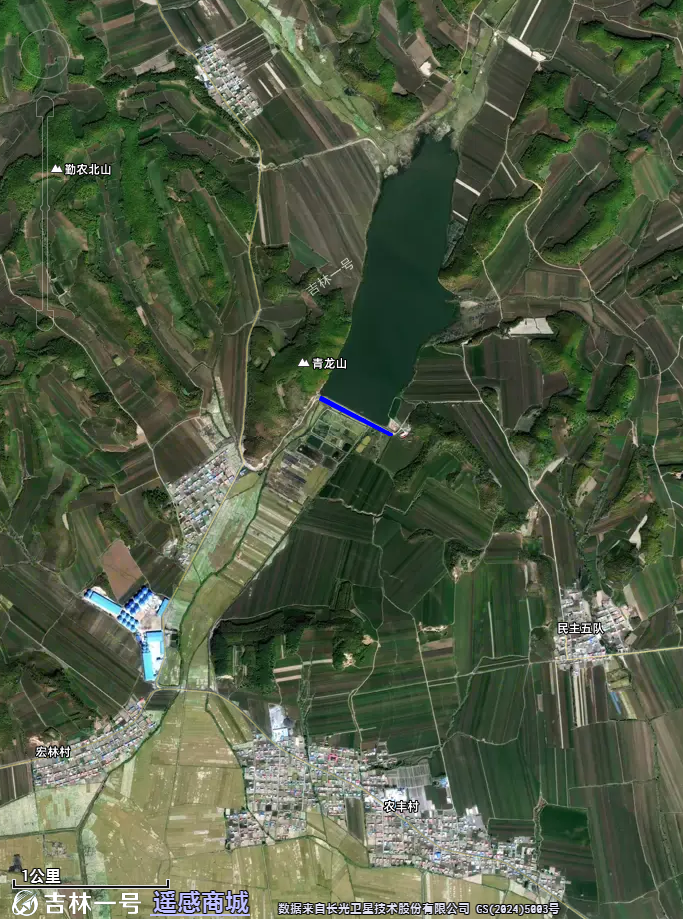 勤农北山
吉林一号
青龙山
民主五队
宏林村
农丰村
1公里
吉林一号 遥感商城
数据来自长光卫星技术股份有限公司 GS(2024)5003号